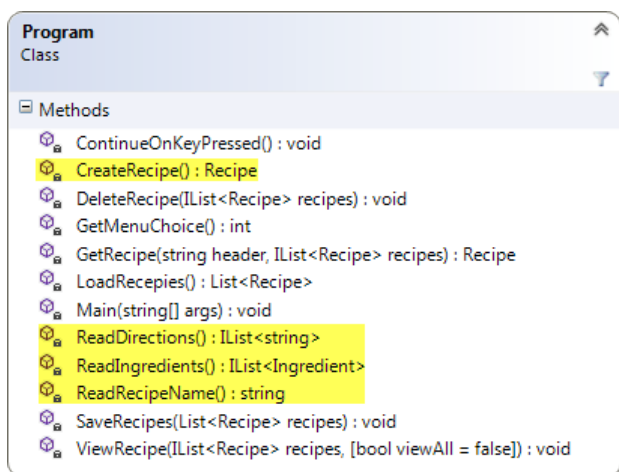 Program
Class
Methods
ContinueOnKeyPressed() : void
CreateRecipe() : Recipe
DeleteRecipe(IList<Recipe> recipes) : void
GetMenuChoice() : int
GetRecipe(string header, IList<Recipe> recipes) : Recipe
LoadRecepies() : List<Recipe>
Main(string[] args) : void
ReadDirections() : IList<string>
ReadIngredients() : IList<Ingredient>
ReadRecipeName() : string
SaveRecipes(List<Recipe> recipes) : void
ViewRecipe(IList<Recipe> recipes, [bool viewAll = false]) : void